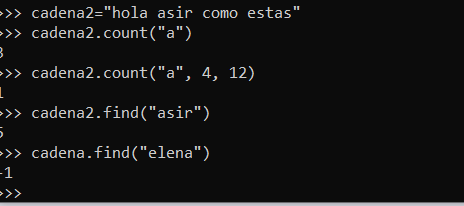 >>> cadena2="hola asir como estas"
>>> cadena2.count("a")
3
>>> cadena2.count("a", 4, 12)
1
>>> cadena2.find("asir")
5
>>> cadena.find("elena")
-1
>>>